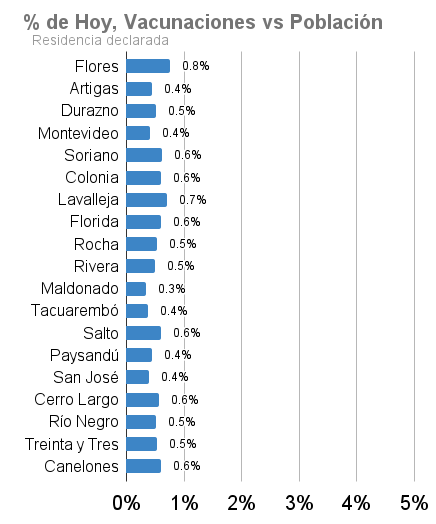 % de Hoy, Vacunaciones vs Población
Residencia declarada
Flores 0.8%
Artigas 0.4%
Durazno 0.5%
Montevideo 0.4%
Soriano 0.6%
Colonia 0.6%
Lavalleja 0.7%
Florida 0.6%
Rocha 0.5%
Rivera 0.5%
Maldonado 0.3%
Tacuarembó 0.4%
Salto 0.6%
Paysandú 0.4%
San José 0.4%
Cerro Largo 0.6%
Río Negro 0.5%
Treinta y Tres 0.5%
Canelones 0.6%
0% 1% 2% 3% 4% 5%